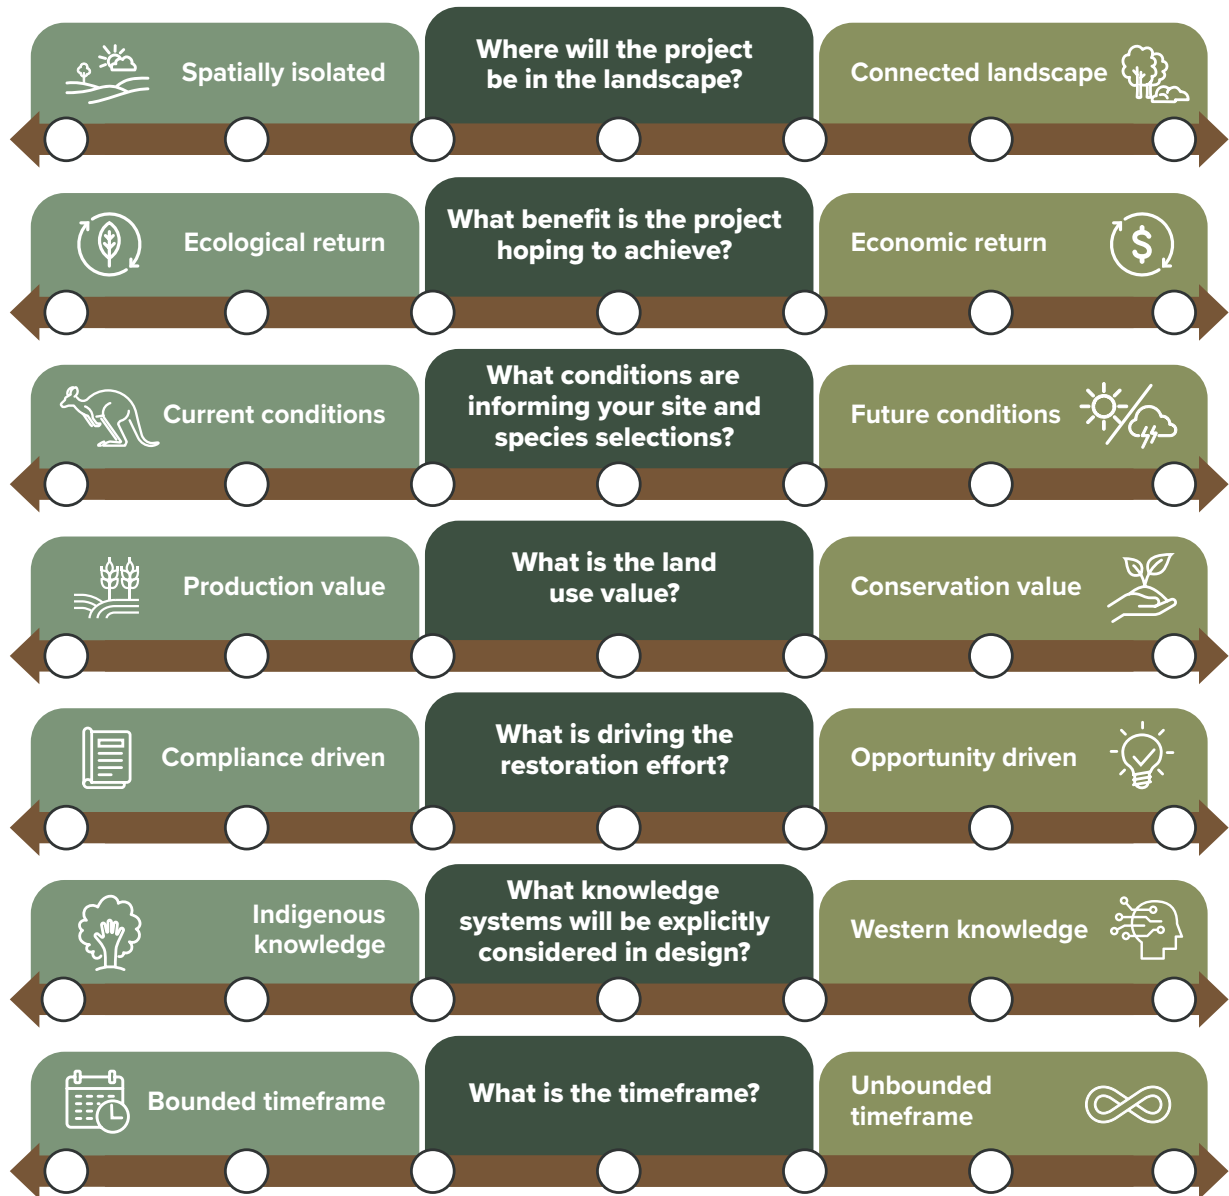 Spatially isolated
Where will the project
be in the landscape?
Connected landscape
Ecological return
What benefit is the project
hoping to achieve?
Economic return
$
Current conditions
What conditions are
informing your site and
species selections?
Future conditions
Production value
What is the land
use value?
Conservation value
Compliance driven
What is driving the
restoration effort?
Opportunity driven
Indigenous
knowledge
What knowledge
systems will be explicitly
considered in design?
Western knowledge
Bounded timeframe
What is the timeframe?
Unbounded
timeframe